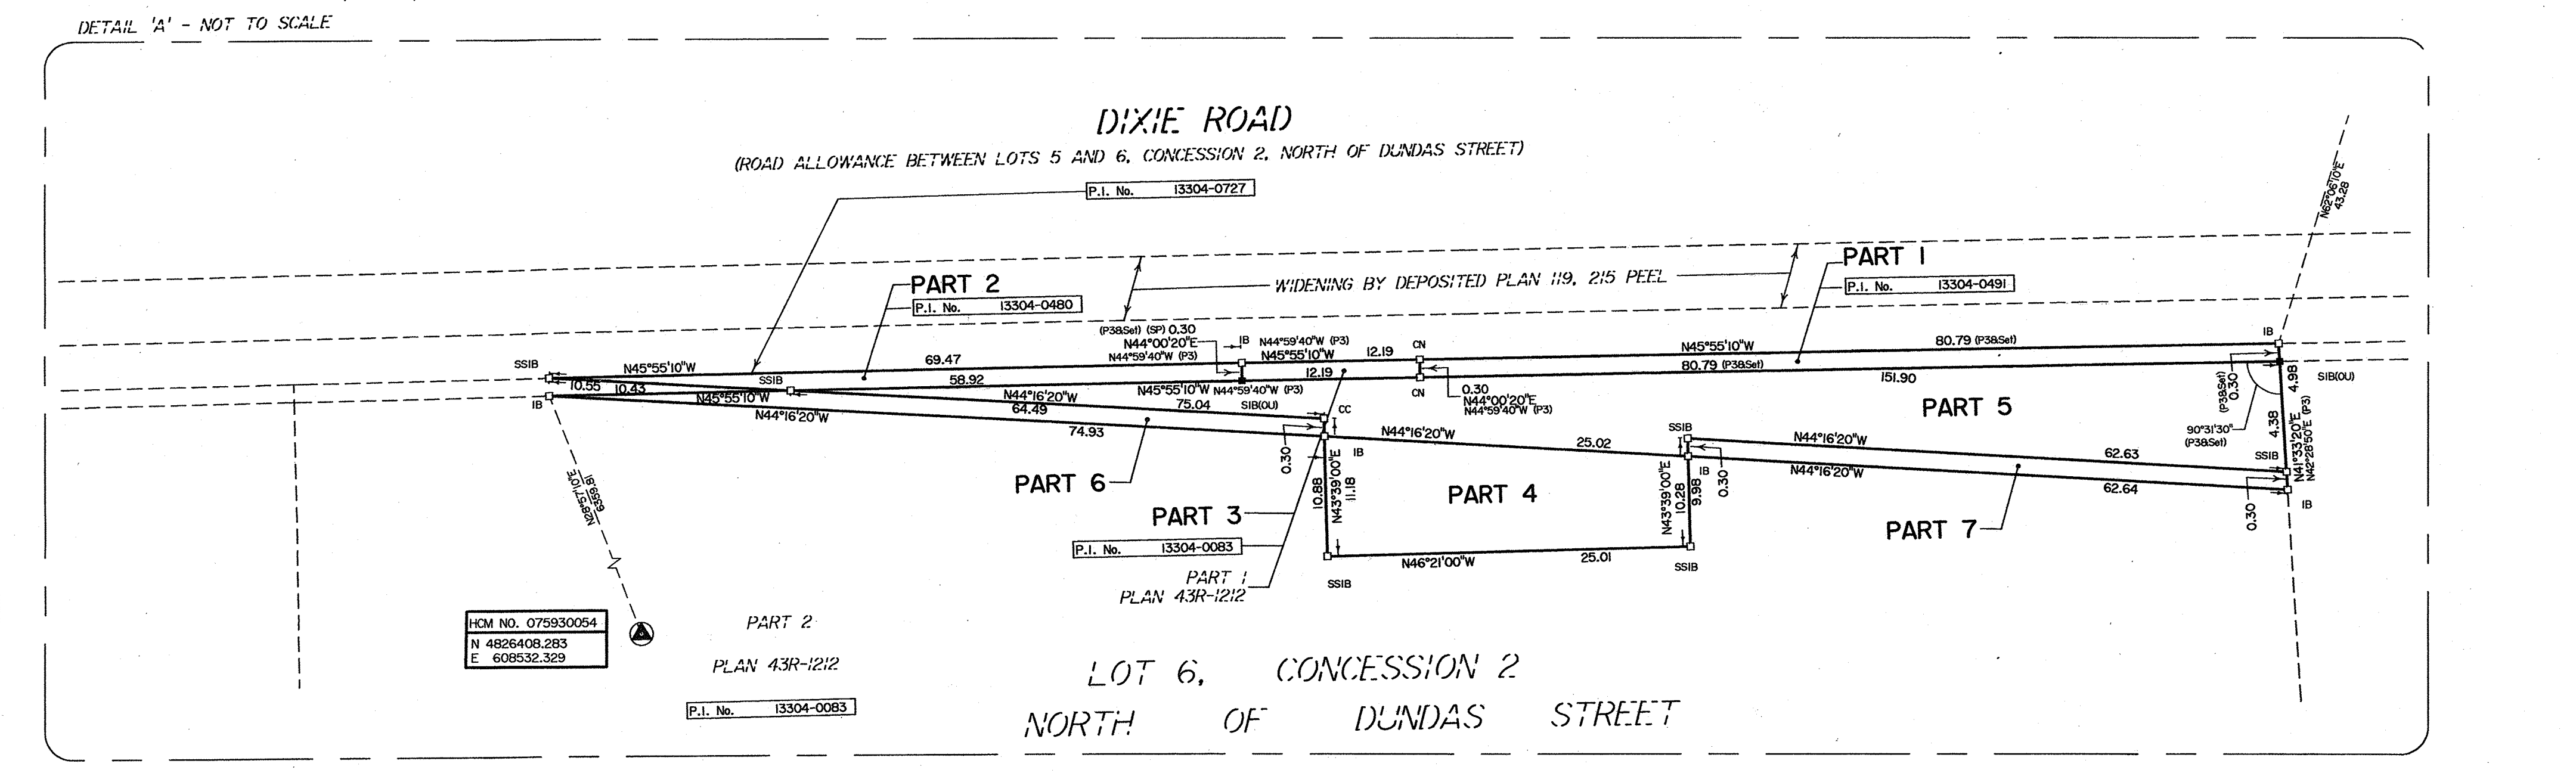 DETAIL 'A' - NOT TO SCALE
DIXIE ROAD
(ROAD ALLOWANCE BETWEEN LOTS 5 AND 6, CONCESSION 2, NORTH OF DUNDAS STREET)
P.I. No. 13304-0727
N62°06'10"E
43.28
WIDENING BY DEPOSITED PLAN 119, 215 PEEL
PART 1
P.I. No. 13304-0491
PART 2
P.I. No. 13304-0480
(P3&Set) (SP) 0.30
N44°00'20"E
N44°59'40"W (P3)
IB
N44°59'40"W (P3)
N45°55'10"W
12.19
CN
N45°55'10"W
80.79 (P3&Set)
IB
SSIB
N45°55'10"W
69.47
10.55
10.43
SSIB
58.92
12.19
80.79 (P3&Set)
151.90
0.30
(P3&Set)
4.98
SIB(OU)
IB
N45°55'10"W
N44°16'20"W
N45°55'10"W
N44°59'40"W (P3)
CN
0.30
N44°00'20"E
N44°59'40"W (P3)
PART 5
N44°16'20"W
64.49
75.04
SIB(OU)
CC
74.93
0.30
IB
N44°16'20"W
25.02
SSIB
N44°16'20"W
62.63
90°31'30"
(P3&Set)
4.38
N41°33'20"E
N42°28'50"E (P3)
SSIB
IB
0.30
N44°16'20"W
62.64
0.30
IB
PART 6
10.88
N43°39'00"E
11.18
PART 4
N43°39'00"E
10.28
9.98
PART 7
N28°57'10"E
6359.81
PART 3
P.I. No. 13304-0083
N46°21'00"W
25.01
SSIB
SSIB
PART 1
PLAN 43R-1212
HCM NO. 075930054
N 4826408.283
E 608532.329
PART 2
PLAN 43R-1212
P.I. No. 13304-0083
LOT 6, CONCESSION 2
NORTH OF DUNDAS STREET